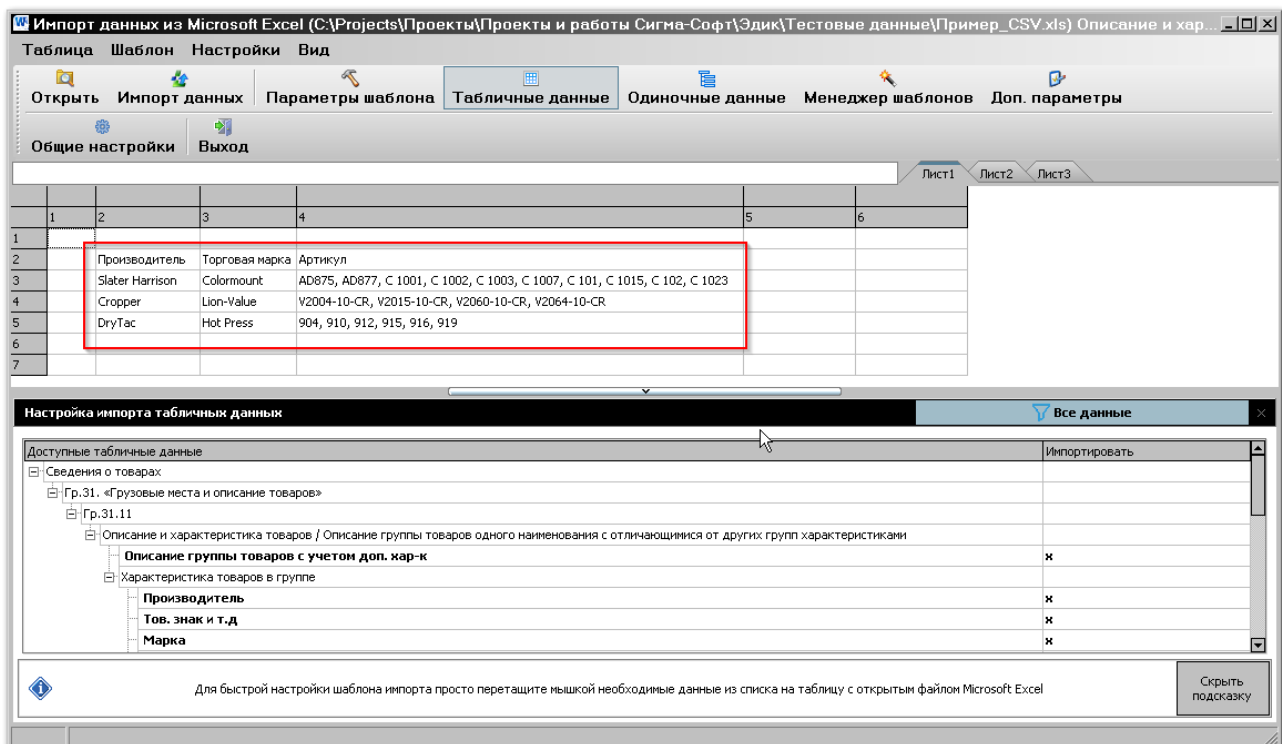 Импорт данных из Microsoft Excel (C:\Projects\Проекты\Проекты и работы Сигма-Софт\Эдик\Тестовые данные\Пример_CSV.xls) Описание и хар...
Таблица Шаблон Настройки Вид
Открыть Импорт данных Параметры шаблона Табличные данные Одиночные данные Менеджер шаблонов Доп. параметры
Общие настройки Выход
Лист1 Лист2 Лист3
1 2 3 4 5 6
1
2 Производитель Торговая марка Артикул
3 Slater Harrison Colormount AD875, AD877, C 1001, C 1002, C 1003, C 1007, C 101, C 1015, C 102, C 1023
4 Cropper Lion-Value V2004-10-CR, V2015-10-CR, V2060-10-CR, V2064-10-CR
5 DryTac Hot Press 904, 910, 912, 915, 916, 919
6
7
Настройка импорта табличных данных Все данные
Доступные табличные данные Импортировать
Сведения о товарах
Гр.31. «Грузовые места и описание товаров»
Гр.31.11
Описание и характеристика товаров / Описание группы товаров одного наименования с отличающимися от других групп характеристиками
Описание группы товаров с учетом доп. хар-к x
Характеристика товаров в группе
Производитель x
Тов. знак и т.д x
Марка x
Для быстрой настройки шаблона импорта просто перетащите мышкой необходимые данные из списка на таблицу с открытым файлом Microsoft Excel
Скрыть
подсказку